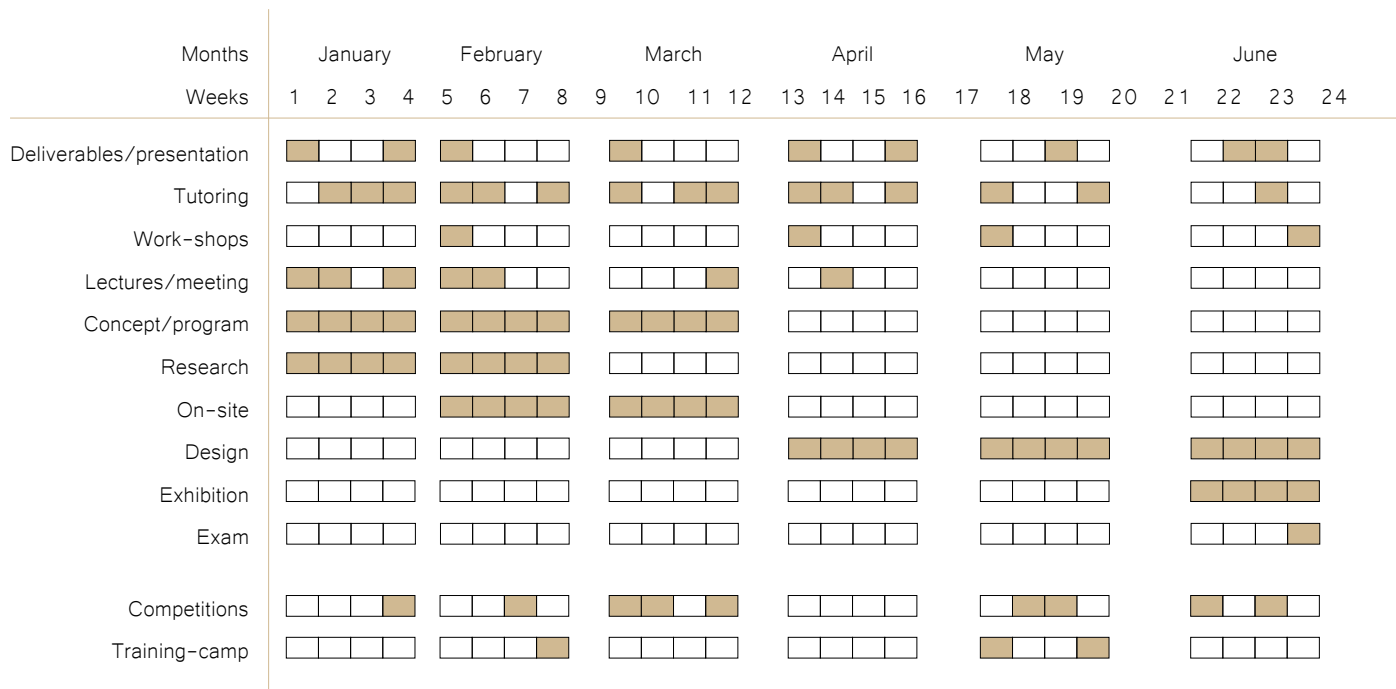 Months January February March April May June
Weeks 1 2 3 4 5 6 7 8 9 10 11 12 13 14 15 16 17 18 19 20 21 22 23 24
Deliverables/presentation
Tutoring
Work-shops
Lectures/meeting
Concept/program
Research
On-site
Design
Exhibition
Exam
Competitions
Training-camp